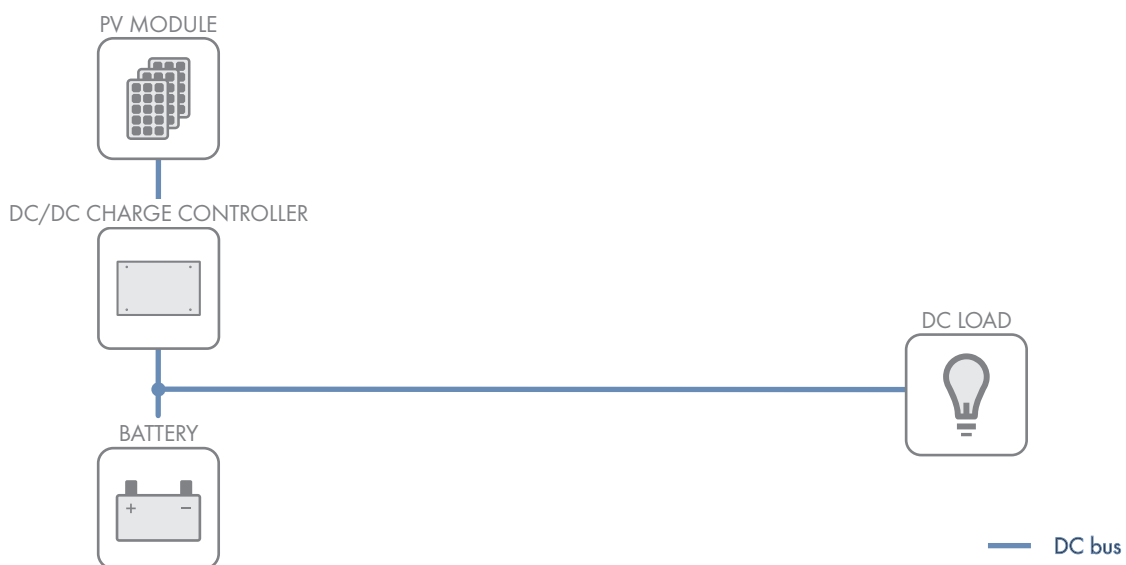 PV MODULE
DC/DC CHARGE CONTROLLER
DC LOAD
BATTERY
+ −
DC bus